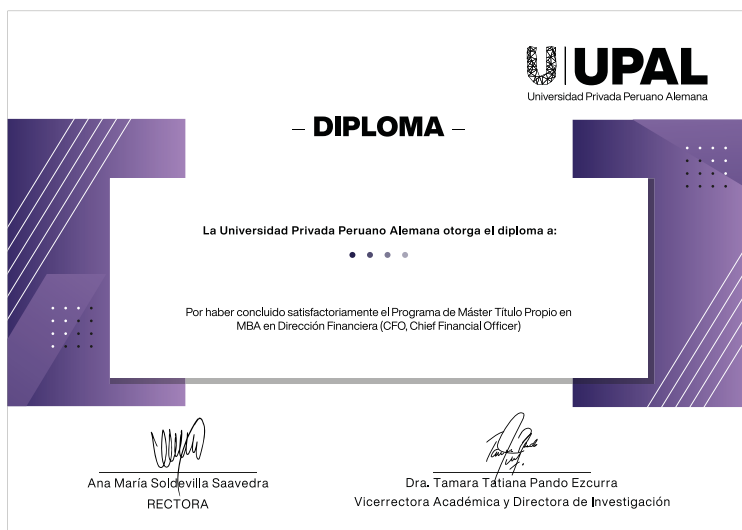 UPAL
Universidad Privada Peruano Alemana
– DIPLOMA –
La Universidad Privada Peruano Alemana otorga el diploma a:
Por haber concluido satisfactoriamente el Programa de Máster Título Propio en
MBA en Dirección Financiera (CFO, Chief Financial Officer)
Ana María Soldevilla Saavedra
RECTORA
Dra. Tamara Tatiana Pando Ezcurra
Vicerrectora Académica y Directora de Investigación